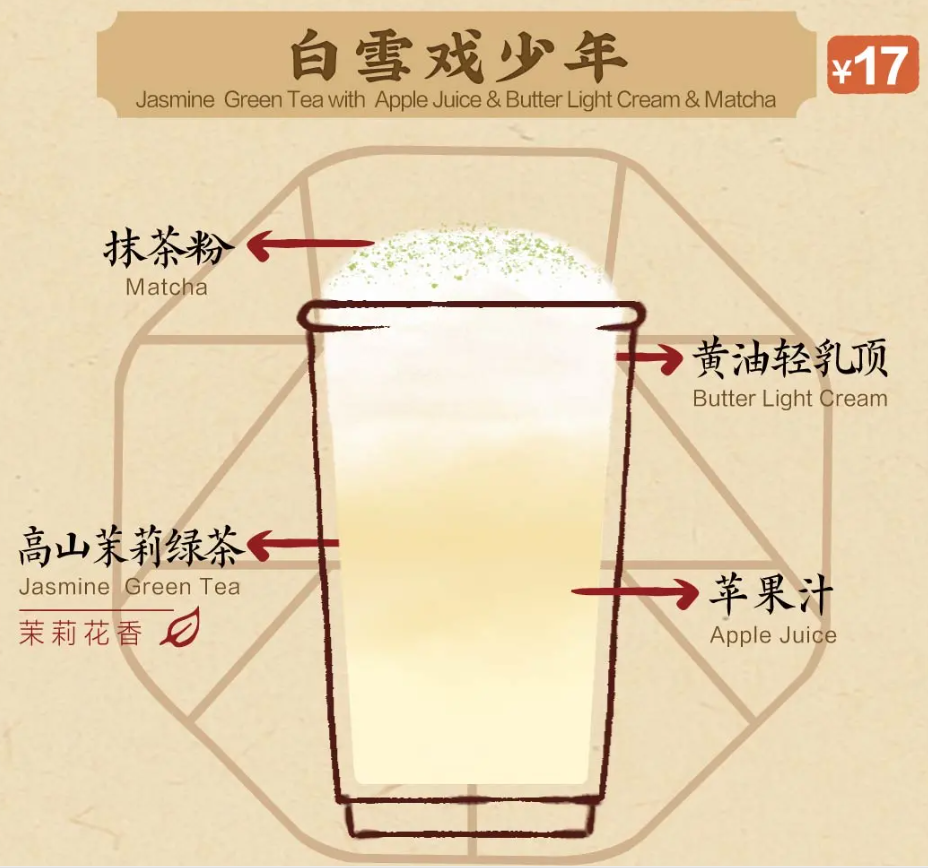 白雪戏少年
Jasmine Green Tea with Apple Juice & Butter Light Cream & Matcha
¥17
抹茶粉
Matcha
黄油轻乳顶
Butter Light Cream
高山茉莉绿茶
Jasmine Green Tea
茉莉花香
苹果汁
Apple Juice